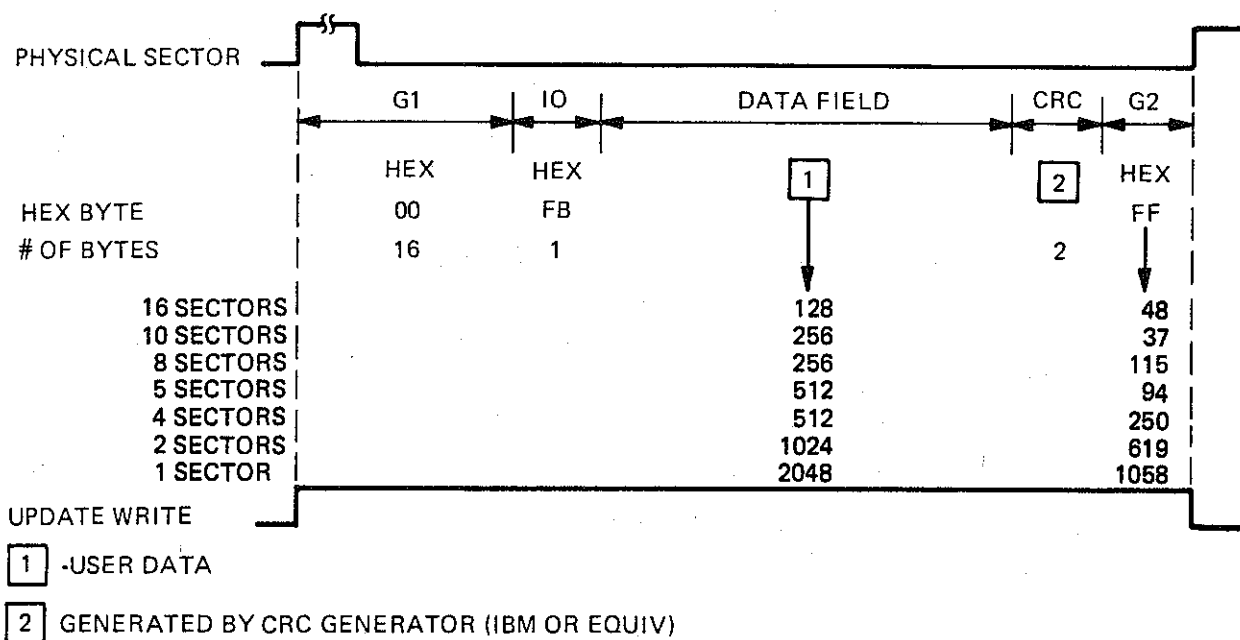 PHYSICAL SECTOR
G1 IO DATA FIELD CRC G2
HEX HEX 1 2 HEX
HEX BYTE 00 FB FF
# OF BYTES 16 1 2
16 SECTORS 128 48
10 SECTORS 256 37
8 SECTORS 256 115
5 SECTORS 512 94
4 SECTORS 512 250
2 SECTORS 1024 619
1 SECTOR 2048 1058
UPDATE WRITE
1 -USER DATA
2 GENERATED BY CRC GENERATOR (IBM OR EQUIV)